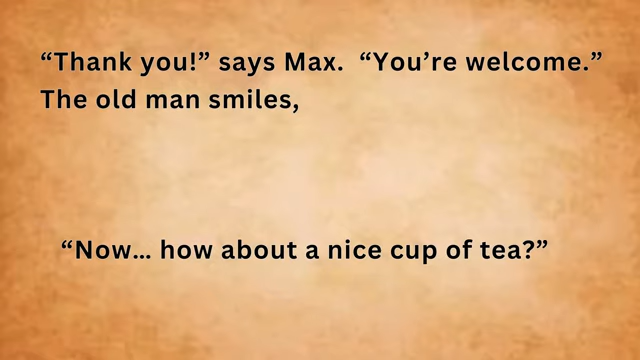 “Thank you!” says Max.  “You’re welcome.”
The old man smiles,
“Now... how about a nice cup of tea?”